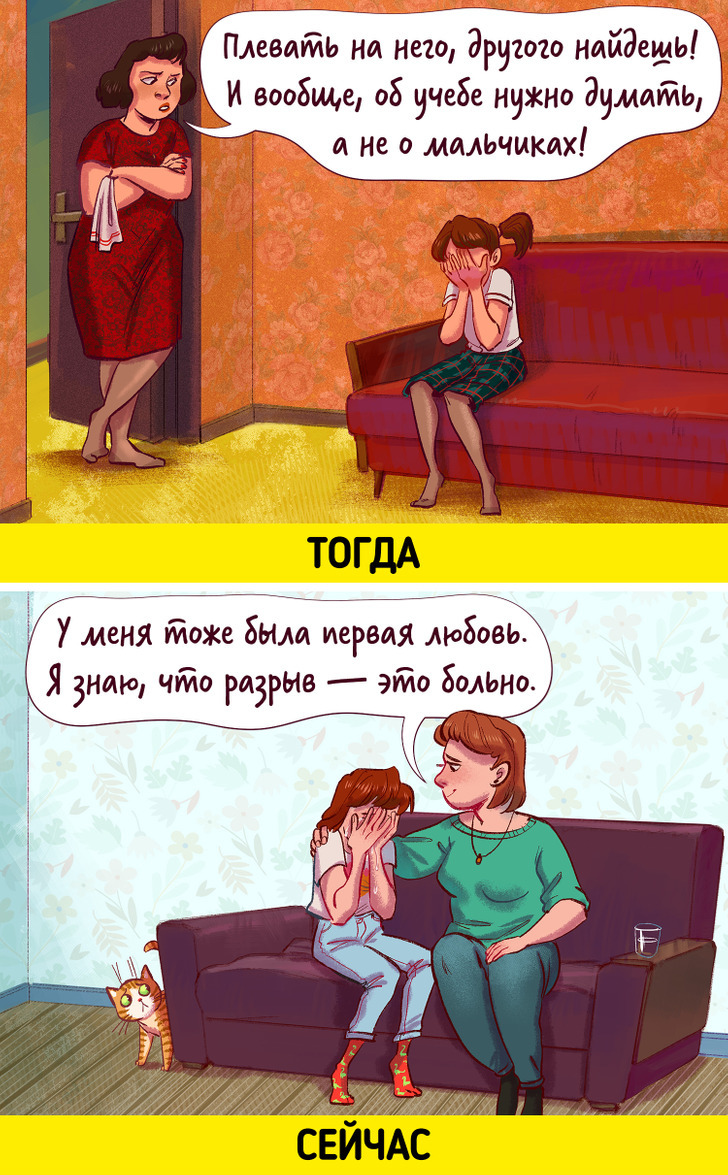 Плевать на него, другого найдешь!
И вообще, об учебе нужно думать,
а не о мальчиках!
ТОГДА
У меня тоже была первая любовь.
Я знаю, что разрыв — это больно.
СЕЙЧАС